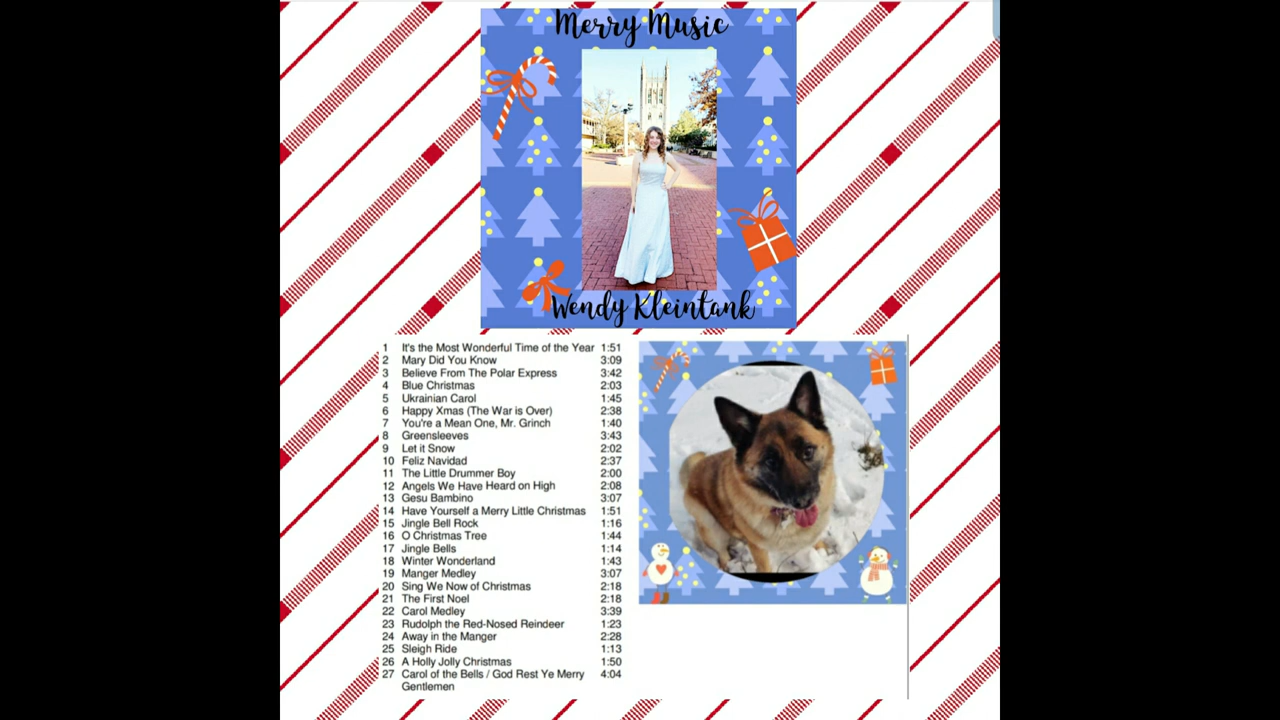 Merry Music
Wendy Kleintank
1 It's the Most Wonderful Time of the Year 1:51
2 Mary Did You Know 3:09
3 Believe From The Polar Express 3:42
4 Blue Christmas 2:03
5 Ukrainian Carol 1:45
6 Happy Xmas (The War is Over) 2:38
7 You're a Mean One, Mr. Grinch 1:40
8 Greensleeves 3:43
9 Let it Snow 2:02
10 Feliz Navidad 2:37
11 The Little Drummer Boy 2:00
12 Angels We Have Heard on High 2:08
13 Gesu Bambino 3:07
14 Have Yourself a Merry Little Christmas 1:51
15 Jingle Bell Rock 1:16
16 O Christmas Tree 1:44
17 Jingle Bells 1:14
18 Winter Wonderland 1:43
19 Manger Medley 3:07
20 Sing We Now of Christmas 2:18
21 The First Noel 2:18
22 Carol Medley 3:39
23 Rudolph the Red-Nosed Reindeer 1:23
24 Away in the Manger 2:28
25 Sleigh Ride 1:13
26 A Holly Jolly Christmas 1:50
27 Carol of the Bells / God Rest Ye Merry 4:04
Gentlemen